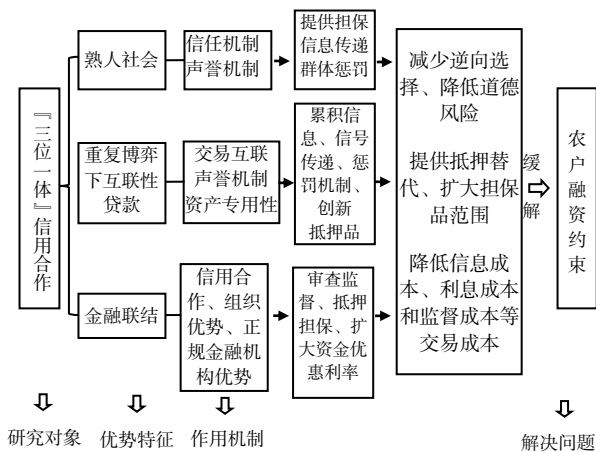 『三位一体』信用合作
熟人社会
信任机制
声誉机制
提供担保
信息传递
群体惩罚
重复博弈
下互联性
贷款
交易互联
声誉机制
资产专用性
累积信
息、信号
传递、惩
罚机制、
创新
抵押品
金融联结
信用合
作、组织
优势、正
规金融机
构优势
审查监
督、抵押
担保、扩
大资金优
惠利率
减少逆向选
择、降低道德
风险
提供抵押替
代、扩大担保
品范围
降低信息成
本、利息成本
和监督成本等
交易成本
缓
解
农户融资约束
研究对象
优势特征
作用机制
解决问题